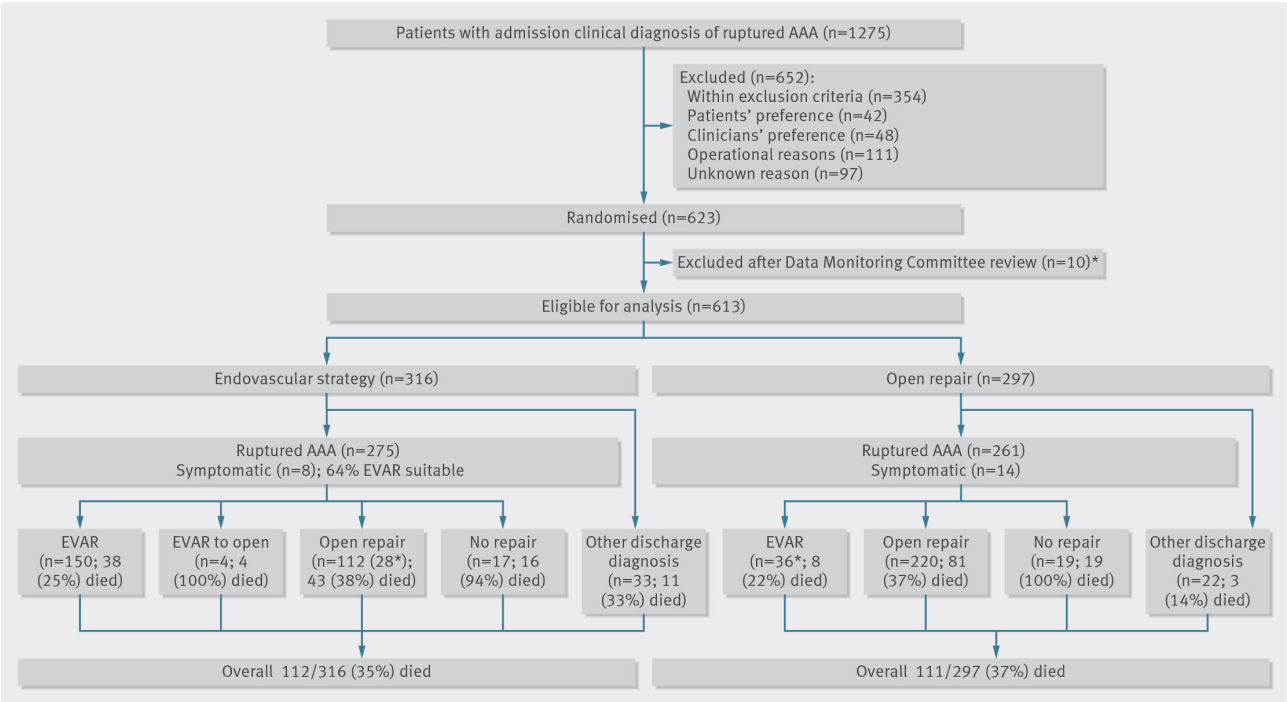 Patients with admission clinical diagnosis of ruptured AAA (n=1275)
Excluded (n=652):
Within exclusion criteria (n=354)
Patients’ preference (n=42)
Clinicians’ preference (n=48)
Operational reasons (n=111)
Unknown reason (n=97)
Randomised (n=623)
Excluded after Data Monitoring Committee review (n=10)*
Eligible for analysis (n=613)
Endovascular strategy (n=316)
Open repair (n=297)
Ruptured AAA (n=275)
Symptomatic (n=8); 64% EVAR suitable
Ruptured AAA (n=261)
Symptomatic (n=14)
EVAR
(n=150; 38
(25%) died)
EVAR to open
(n=4; 4
(100%) died)
Open repair
(n=112 (28*);
43 (38%) died)
No repair
(n=17; 16
(94%) died)
Other discharge
diagnosis
(n=33; 11
(33%) died)
EVAR
(n=36*; 8
(22%) died)
Open repair
(n=220; 81
(37%) died)
No repair
(n=19; 19
(100%) died)
Other discharge
diagnosis
(n=22; 3
(14%) died)
Overall 112/316 (35%) died
Overall 111/297 (37%) died